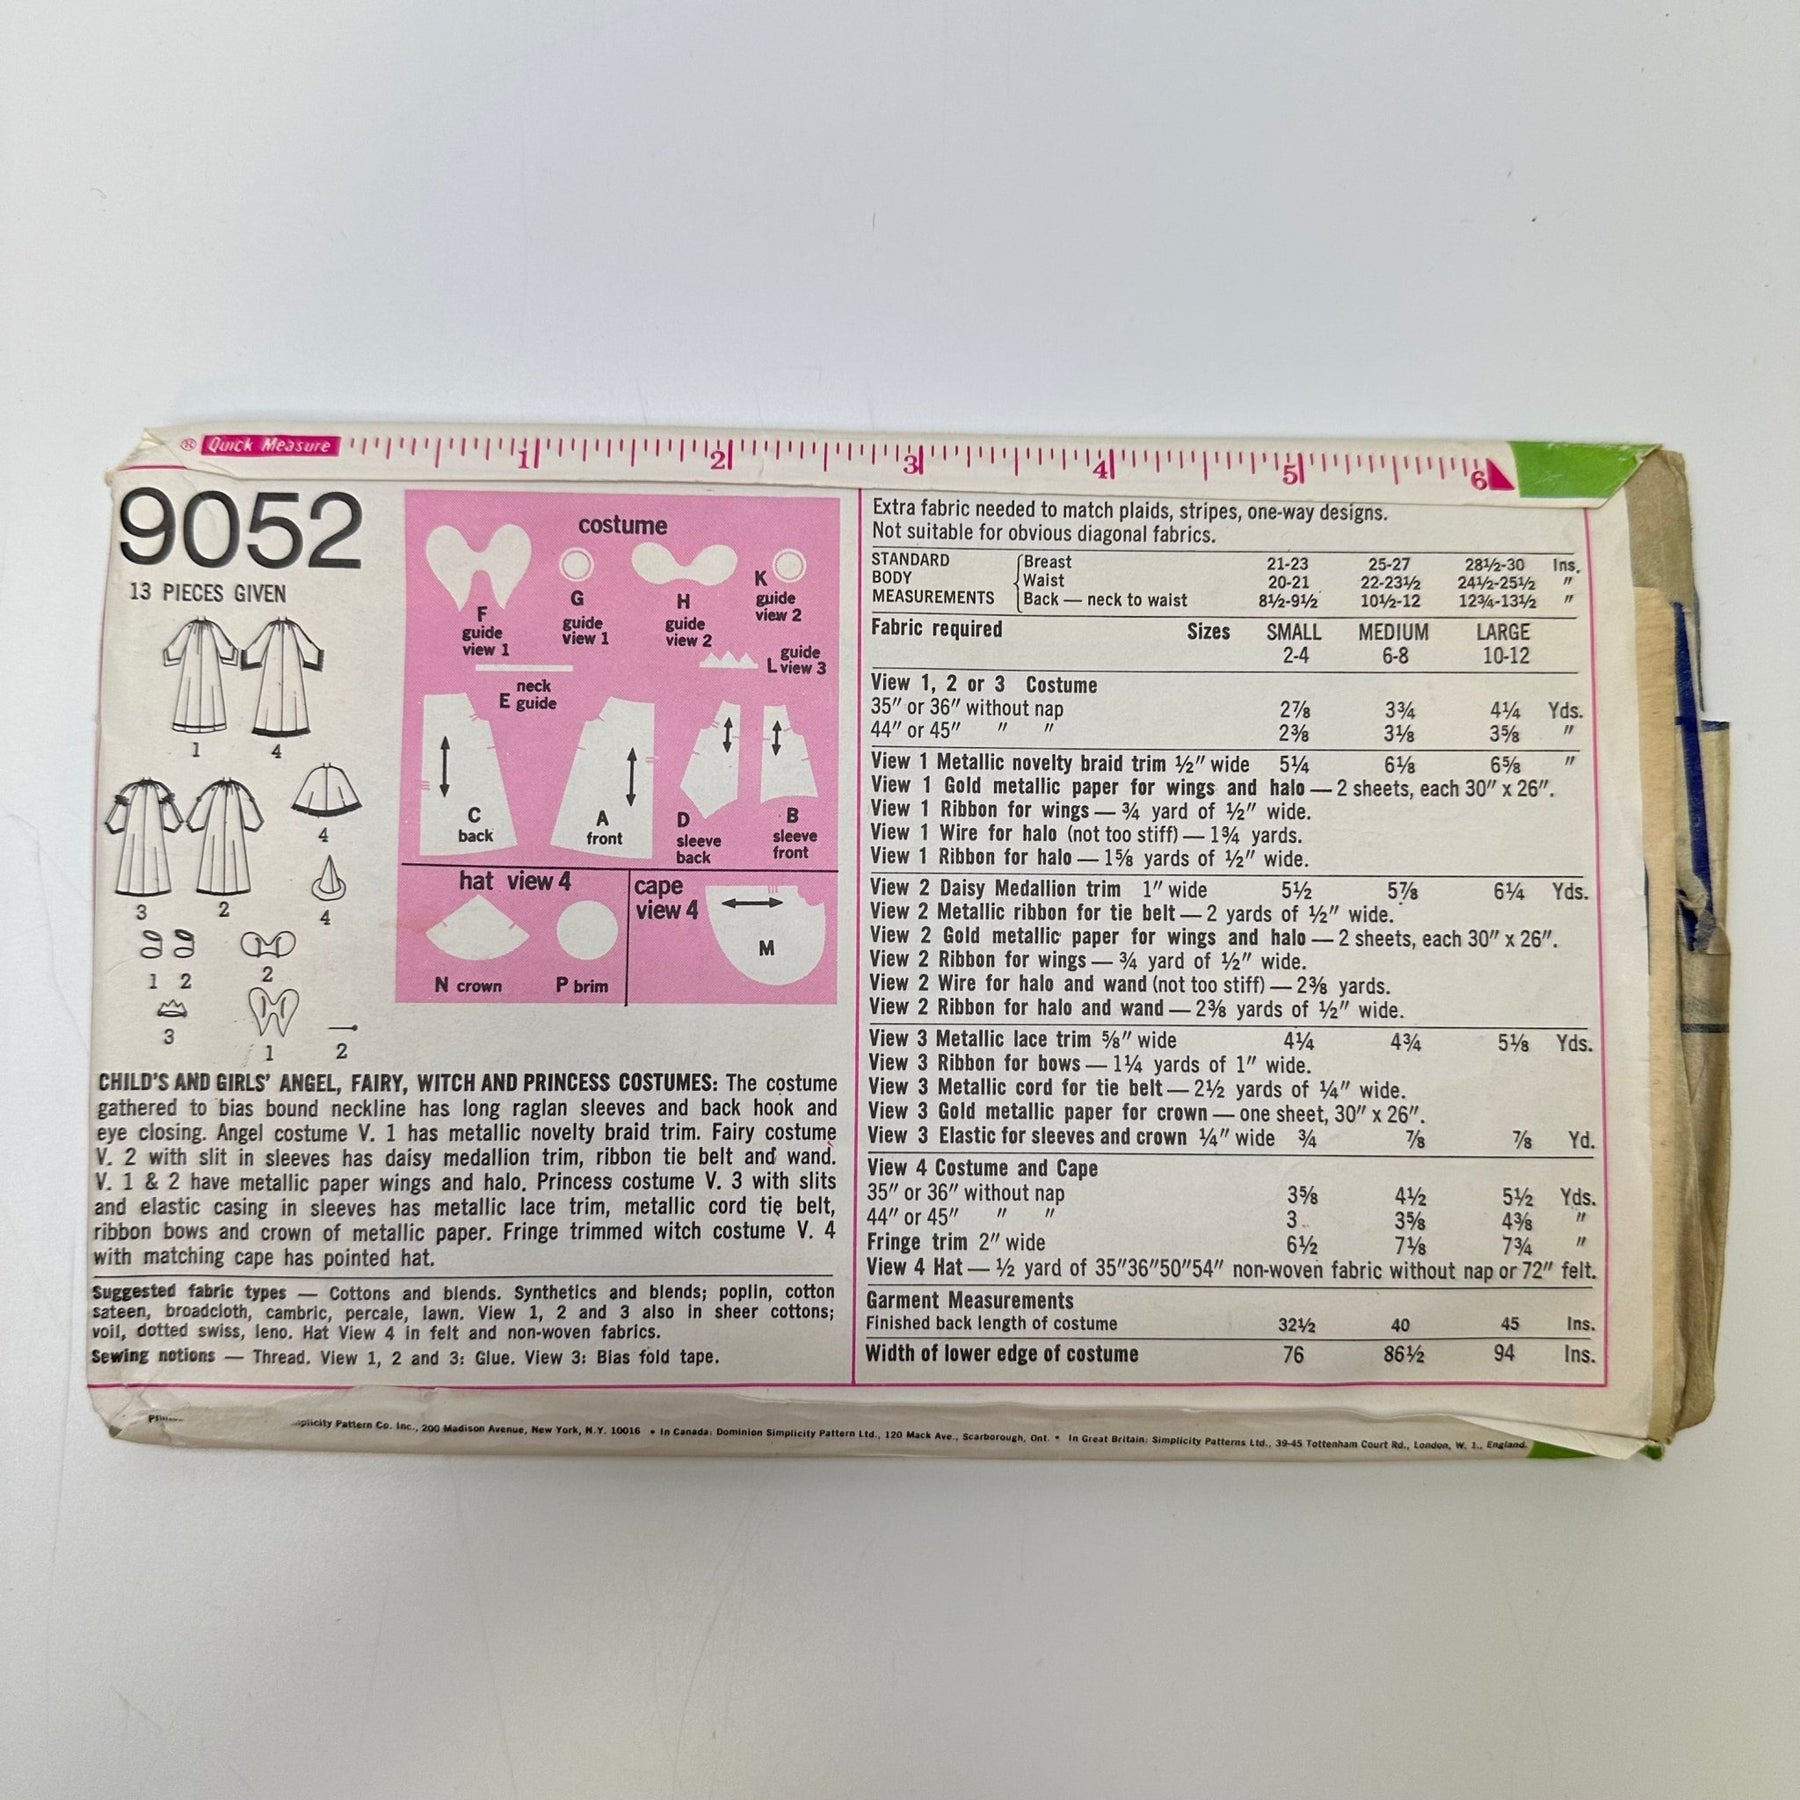 ® Quick Measure 1 2 3 4 5 6
9052
13 PIECES GIVEN
1 4
3 2 4
4
1 2 2
3 1 2
costume
F guide view 1
G guide view 1
H guide view 2
K guide view 2
L guide view 3
E neck guide
C back
A front
D sleeve back
B sleeve front
hat view 4
N crown
P brim
cape view 4
M
CHILD'S AND GIRLS' ANGEL, FAIRY, WITCH AND PRINCESS COSTUMES: The costume
gathered to bias bound neckline has long raglan sleeves and back hook and
eye closing. Angel costume V. 1 has metallic novelty braid trim. Fairy costume
V. 2 with slit in sleeves has daisy medallion trim, ribbon tie belt and wand.
V. 1 & 2 have metallic paper wings and halo. Princess costume V. 3 with slits
and elastic casing in sleeves has metallic lace trim, metallic cord tie belt,
ribbon bows and crown of metallic paper. Fringe trimmed witch costume V. 4
with matching cape has pointed hat.
Suggested fabric types — Cottons and blends. Synthetics and blends; poplin, cotton
sateen, broadcloth, cambric, percale, lawn. View 1, 2 and 3 also in sheer cottons;
voil, dotted swiss, leno. Hat View 4 in felt and non-woven fabrics.
Sewing notions — Thread. View 1, 2 and 3: Glue. View 3: Bias fold tape.
Extra fabric needed to match plaids, stripes, one-way designs.
Not suitable for obvious diagonal fabrics.
STANDARD BODY MEASUREMENTS
Breast 21-23 25-27 28½-30 Ins.
Waist 20-21 22-23½ 24½-25½ "
Back — neck to waist 8½-9½ 10½-12 12¾-13½ "
Fabric required Sizes SMALL MEDIUM LARGE
2-4 6-8 10-12
View 1, 2 or 3 Costume
35" or 36" without nap 2⅞ 3¾ 4¼ Yds.
44" or 45" " " 2⅜ 3⅛ 3⅝ "
View 1 Metallic novelty braid trim ½" wide 5¼ 6⅛ 6⅝ "
View 1 Gold metallic paper for wings and halo — 2 sheets, each 30" x 26".
View 1 Ribbon for wings — ¾ yard of ½" wide.
View 1 Wire for halo (not too stiff) — 1¾ yards.
View 1 Ribbon for halo — 1⅝ yards of ½" wide.
View 2 Daisy Medallion trim 1" wide 5½ 5⅞ 6¼ Yds.
View 2 Metallic ribbon for tie belt — 2 yards of ½" wide.
View 2 Gold metallic paper for wings and halo — 2 sheets, each 30" x 26".
View 2 Ribbon for wings — ¾ yard of ½" wide.
View 2 Wire for halo and wand (not too stiff) — 2⅜ yards.
View 2 Ribbon for halo and wand — 2⅜ yards of ½" wide.
View 3 Metallic lace trim ⅝" wide 4¼ 4¾ 5⅛ Yds.
View 3 Ribbon for bows — 1¼ yards of 1" wide.
View 3 Metallic cord for tie belt — 2½ yards of ¼" wide.
View 3 Gold metallic paper for crown — one sheet, 30" x 26".
View 3 Elastic for sleeves and crown ¼" wide ¾ ⅞ ⅞ Yd.
View 4 Costume and Cape
35" or 36" without nap 3⅝ 4½ 5½ Yds.
44" or 45" " " 3 3⅝ 4⅜ "
Fringe trim 2" wide 6½ 7⅛ 7¾ "
View 4 Hat — ½ yard of 35"36"50"54" non-woven fabric without nap or 72" felt.
Garment Measurements
Finished back length of costume 32½ 40 45 Ins.
Width of lower edge of costume 76 86½ 94 Ins.
Pattern Co. Inc., 200 Madison Avenue, New York, N.Y. 10016 • In Canada: Dominion Simplicity Pattern Ltd., 120 Mack Ave., Scarborough, Ont. • In Great Britain: Simplicity Patterns Ltd., 39-45 Tottenham Court Rd., London, W. 1., England.